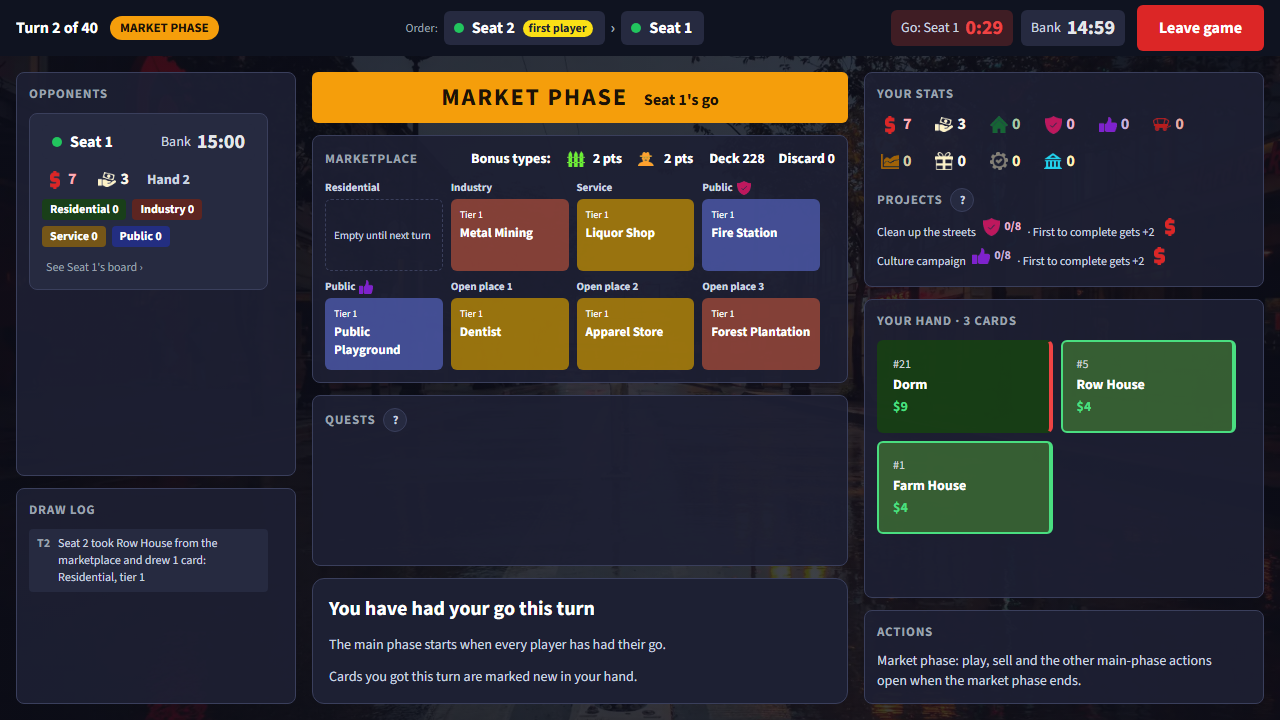 Turn 2 of 40
MARKET PHASE
Order:
Seat 2
first player
›
Seat 1
Go: Seat 1 0:29
Bank 14:59
Leave game
OPPONENTS
Seat 1
Bank 15:00
7
3
Hand 2
Residential 0
Industry 0
Service 0
Public 0
See Seat 1's board ›
DRAW LOG
T2 Seat 2 took Row House from the
marketplace and drew 1 card:
Residential, tier 1
MARKET PHASE Seat 1's go
MARKETPLACE
Bonus types:
2 pts
2 pts
Deck 228
Discard 0
Residential
Empty until next turn
Industry
Tier 1
Metal Mining
Service
Tier 1
Liquor Shop
Public
Tier 1
Fire Station
Public
Tier 1
Public
Playground
Open place 1
Tier 1
Dentist
Open place 2
Tier 1
Apparel Store
Open place 3
Tier 1
Forest Plantation
QUESTS ?
You have had your go this turn
The main phase starts when every player has had their go.
Cards you got this turn are marked new in your hand.
YOUR STATS
$ 7
3
0
0
0
0
0
0
0
0
PROJECTS ?
Clean up the streets 0/8 · First to complete gets +2 $
Culture campaign 0/8 · First to complete gets +2 $
YOUR HAND · 3 CARDS
#21
Dorm
$9
#5
Row House
$4
#1
Farm House
$4
ACTIONS
Market phase: play, sell and the other main-phase actions
open when the market phase ends.